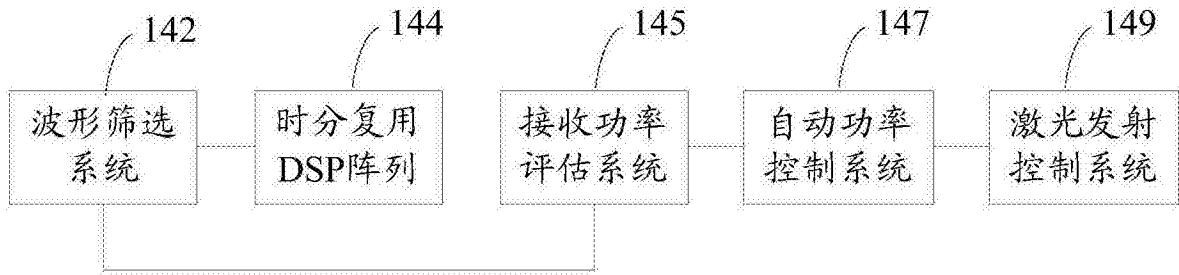 142
144
145
147
149
波形筛选
系统
时分复用
DSP阵列
接收功率
评估系统
自动功率
控制系统
激光发射
控制系统